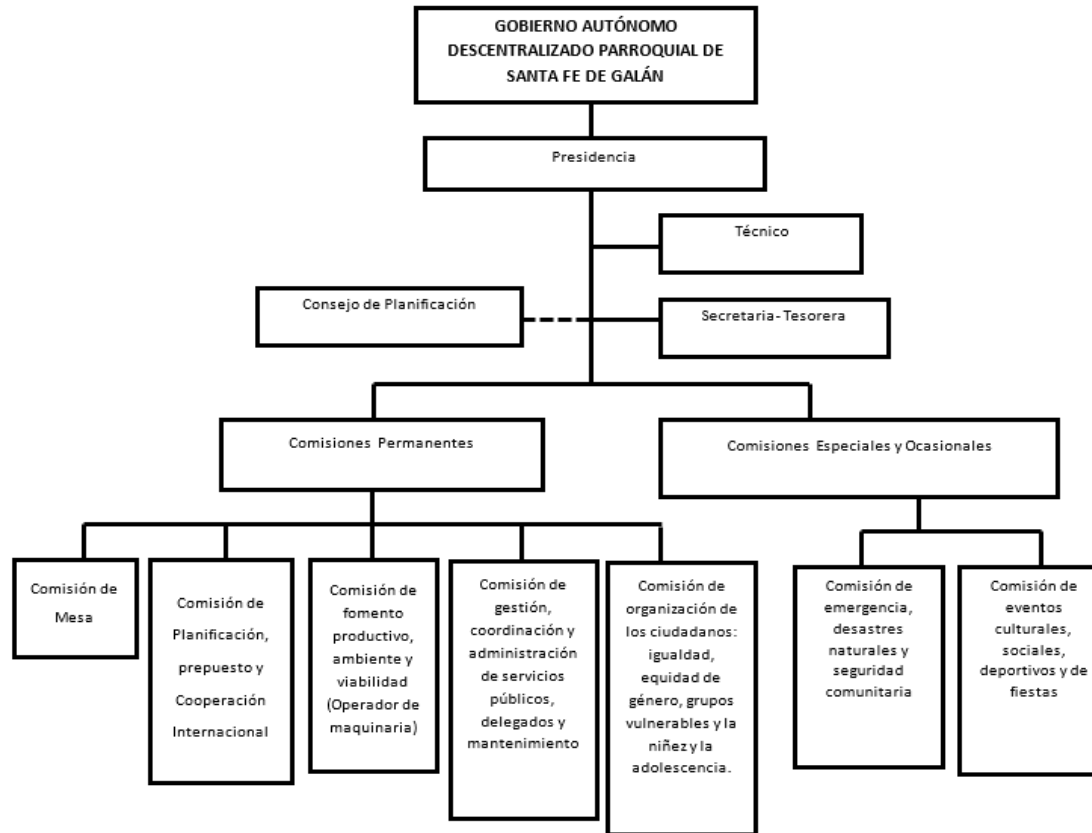 GOBIERNO AUTÓNOMO
DESCENTRALIZADO PARROQUIAL DE
SANTA FE DE GALÁN
Presidencia
Técnico
Consejo de Planificación
Secretaria- Tesorera
Comisiones Permanentes
Comisiones Especiales y Ocasionales
Comisión de
Mesa
Comisión de
Planificación,
prepuesto y
Cooperación
Internacional
Comisión de
fomento
productivo,
ambiente y
viabilidad
(Operador de
maquinaria)
Comisión de
gestión,
coordinación y
administración
de servicios
públicos,
delegados y
mantenimiento
Comisión de
organización de
los ciudadanos:
igualdad,
equidad de
género, grupos
vulnerables y la
niñez y la
adolescencia.
Comisión de
emergencia,
desastres
naturales y
seguridad
comunitaria
Comisión de
eventos
culturales,
sociales,
deportivos y de
fiestas